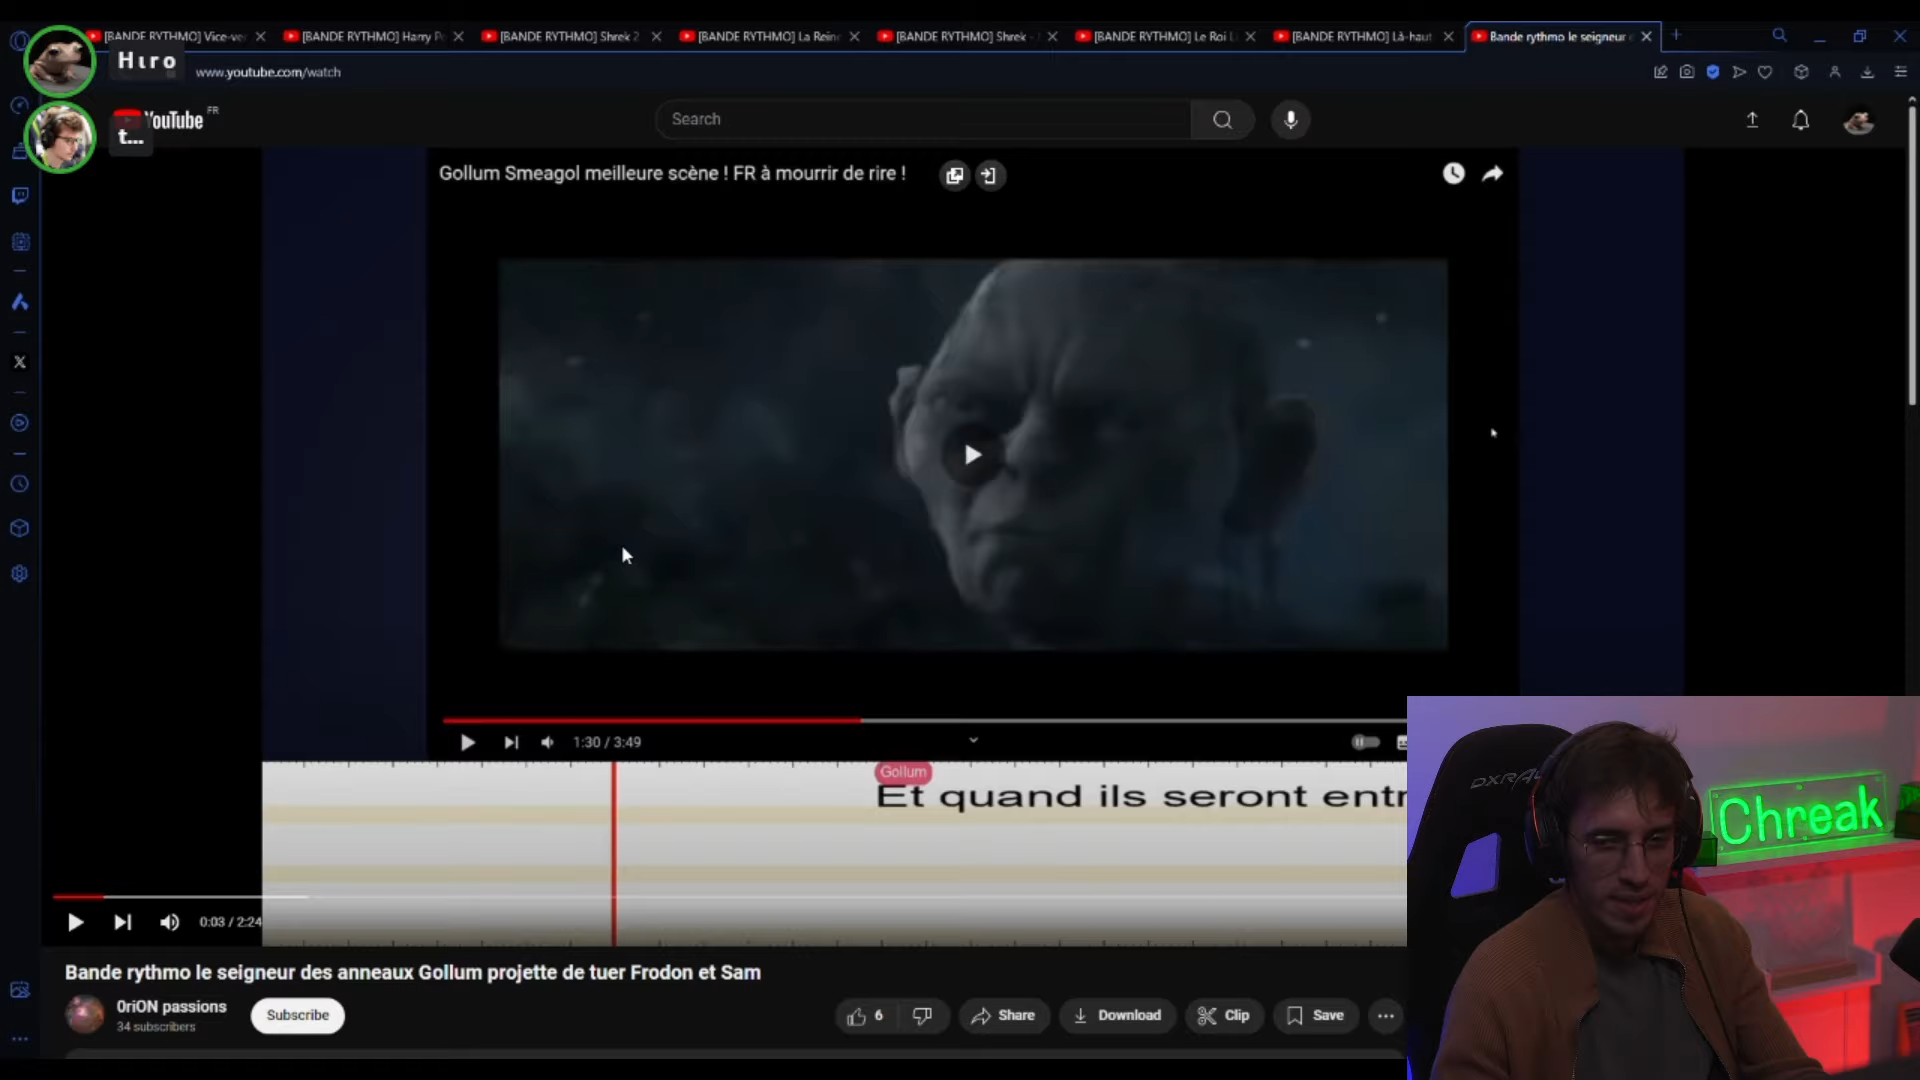 [BANDE RYTHMO] Vice-ve
[BANDE RYTHMO] Harry P
[BANDE RYTHMO] Shrek 2
[BANDE RYTHMO] La Rein
[BANDE RYTHMO] Shrek -
[BANDE RYTHMO] Le Roi L
[BANDE RYTHMO] Là-haut
Bande rythmo le seigneur
Hıro
www.youtube.com/watch
YouTube FR
t...
Search
Gollum Smeagol meilleure scène ! FR à mourrir de rire !
1:30 / 3:49
Gollum
Et quand ils seront entr
0:03 / 2:24
DXRA
Chreak
Bande rythmo le seigneur des anneaux Gollum projette de tuer Frodon et Sam
0riON passions
34 subscribers
Subscribe
6
Share
Download
Clip
Save